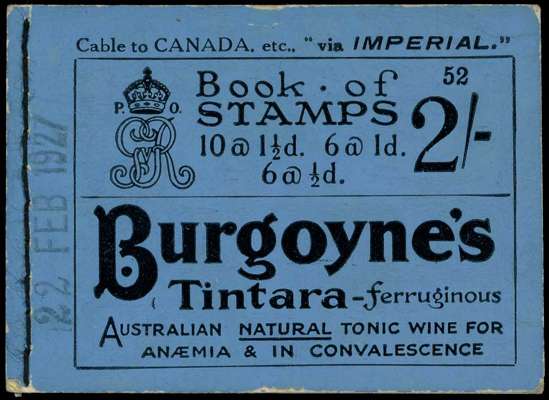 Cable to CANADA, etc., "via IMPERIAL."
P. O.
GRV
Book · of
STAMPS
52
10 @ 1½d. 6 @ 1d.
6 @ ½d.
2/-
22 FEB 1927
Burgoyne's
Tintara-ferruginous
AUSTRALIAN NATURAL TONIC WINE FOR
ANÆMIA & IN CONVALESCENCE